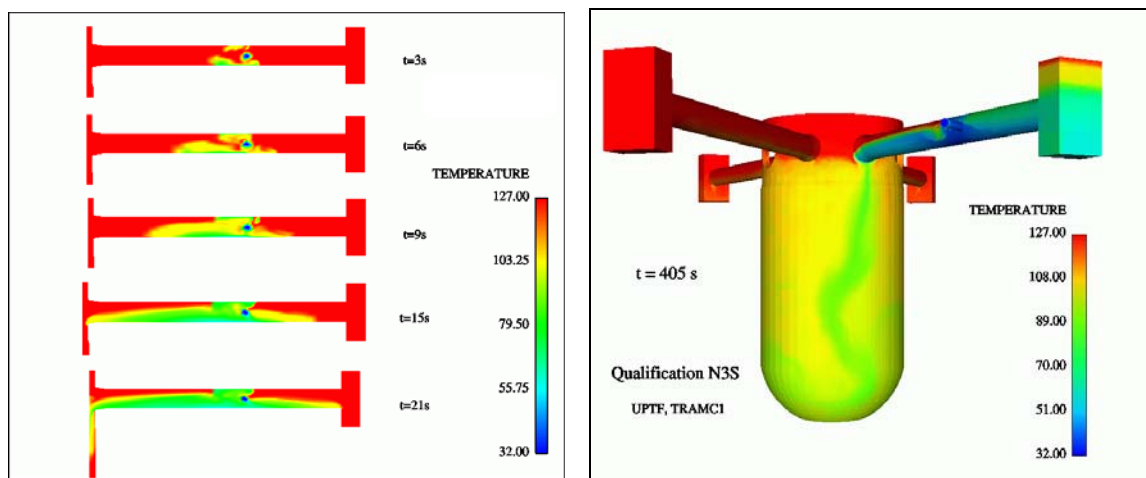 t=3s
t=6s
TEMPERATURE
127.00
t=9s
103.25
t=15s
79.50
55.75
t=21s
32.00
TEMPERATURE
127.00
t = 405 s
108.00
89.00
Qualification N3S
70.00
UPTF, TRAMC1
51.00
32.00